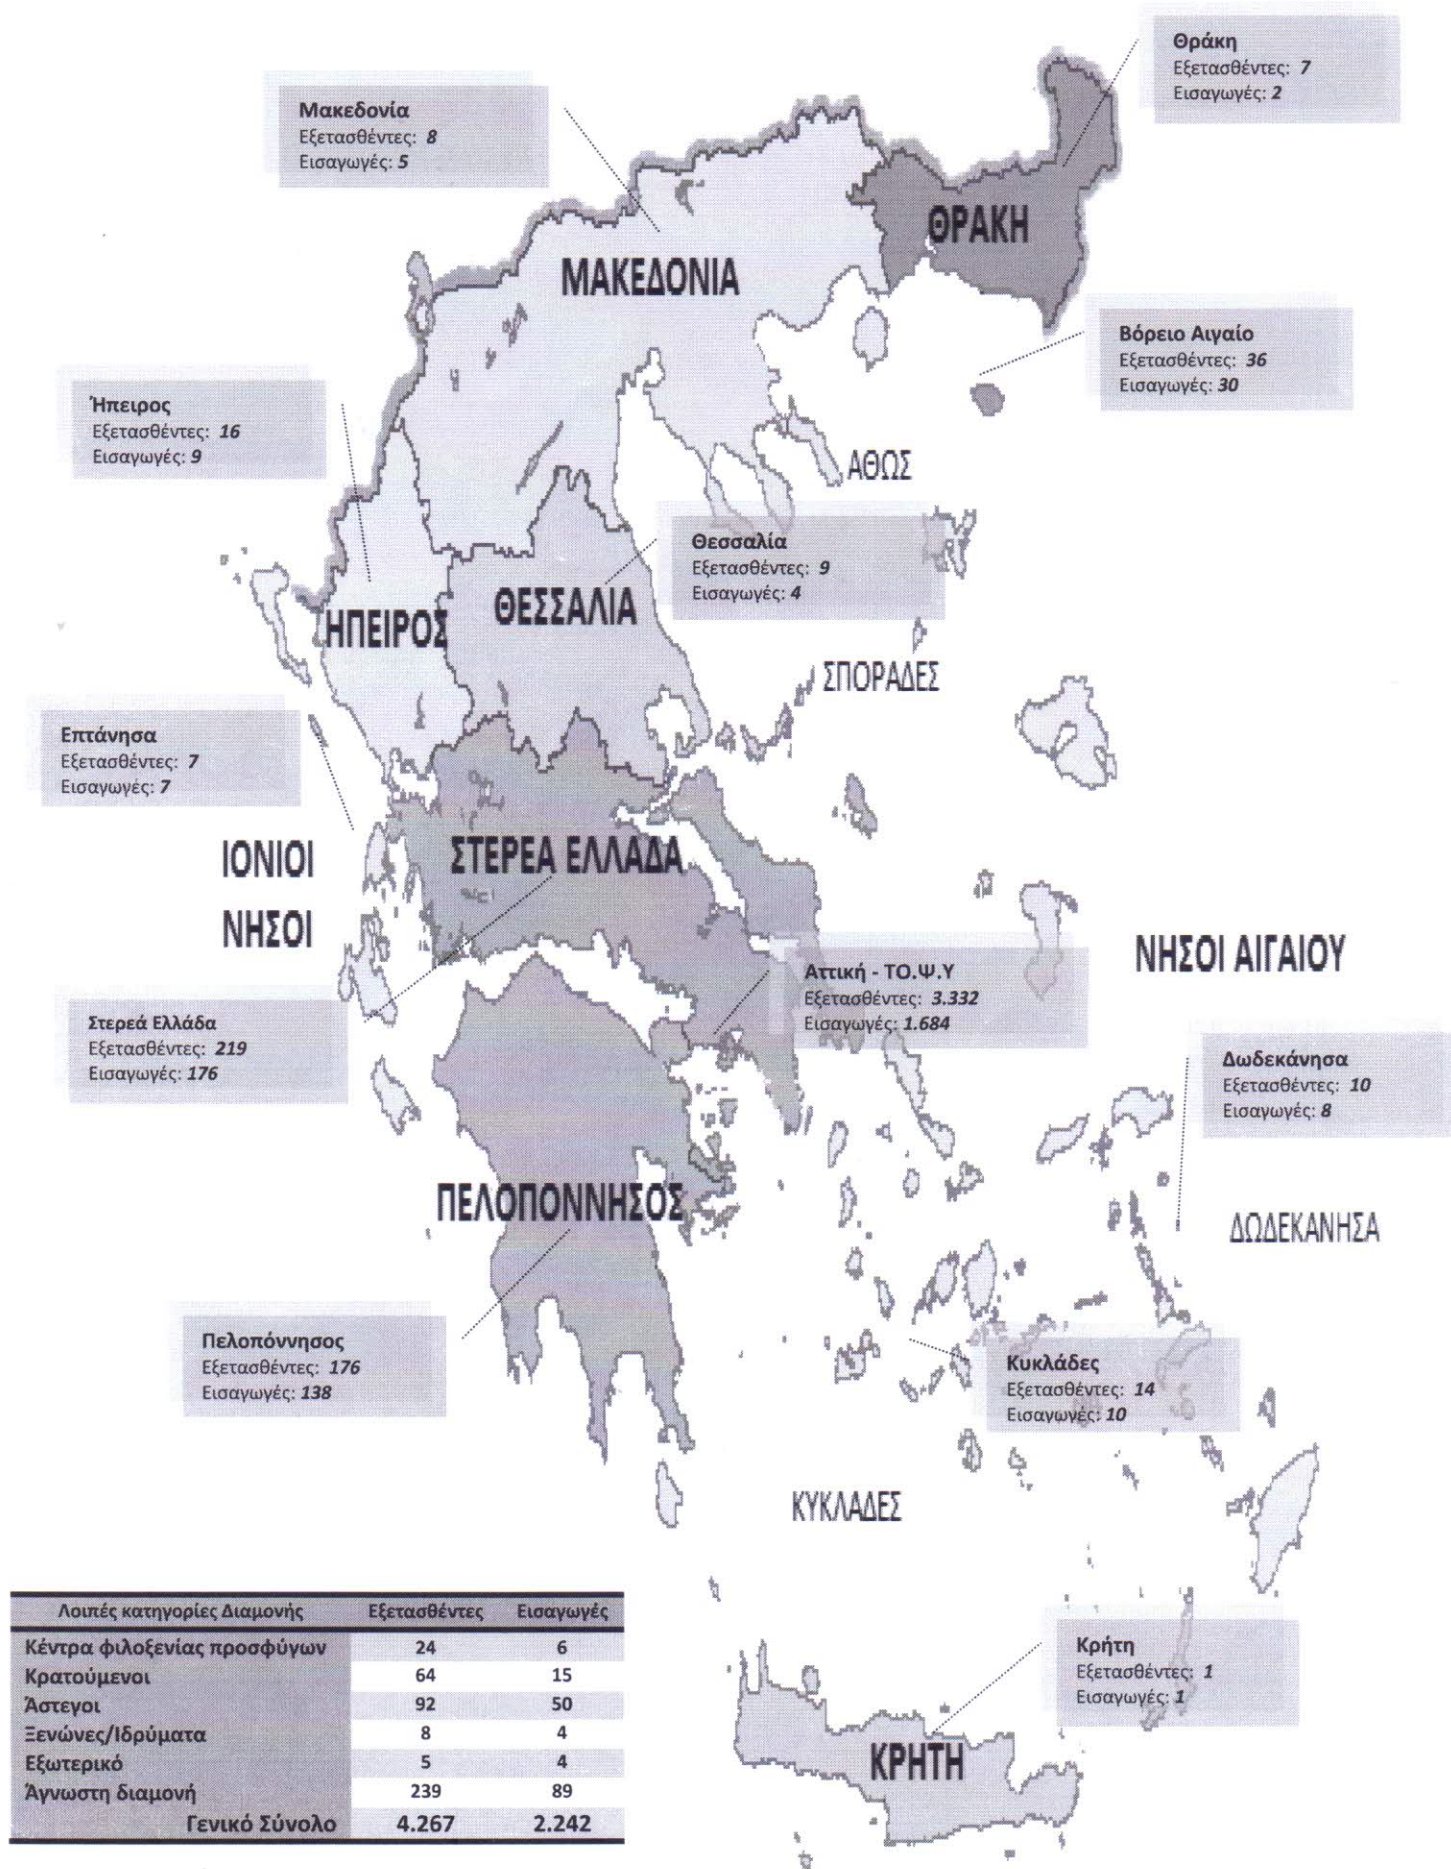 Θράκη
Εξετασθέντες: 7
Εισαγωγές: 2
Μακεδονία
Εξετασθέντες: 8
Εισαγωγές: 5
ΘΡΑΚΗ
ΜΑΚΕΔΟΝΙΑ
Βόρειο Αιγαίο
Εξετασθέντες: 36
Εισαγωγές: 30
Ήπειρος
Εξετασθέντες: 16
Εισαγωγές: 9
ΑΘΩΣ
Θεσσαλία
Εξετασθέντες: 9
Εισαγωγές: 4
ΘΕΣΣΑΛΙΑ
ΗΠΕΙΡΟΣ
ΣΠΟΡΑΔΕΣ
Επτάνησα
Εξετασθέντες: 7
Εισαγωγές: 7
ΙΟΝΙΟΙ
ΝΗΣΟΙ
ΣΤΕΡΕΑ ΕΛΛΑΔΑ
ΝΗΣΟΙ ΑΙΓΑΙΟΥ
Αττική - ΤΟ.Ψ.Υ
Εξετασθέντες: 3.332
Εισαγωγές: 1.684
Στερεά Ελλάδα
Εξετασθέντες: 219
Εισαγωγές: 176
Δωδεκάνησα
Εξετασθέντες: 10
Εισαγωγές: 8
ΠΕΛΟΠΟΝΝΗΣΟΣ
ΔΩΔΕΚΑΝΗΣΑ
Πελοπόννησος
Εξετασθέντες: 176
Εισαγωγές: 138
Κυκλάδες
Εξετασθέντες: 14
Εισαγωγές: 10
ΚΥΚΛΑΔΕΣ
Λοιπές κατηγορίες Διαμονής Εξετασθέντες Εισαγωγές
Κέντρα φιλοξενίας προσφύγων 24 6
Κρατούμενοι 64 15
Άστεγοι 92 50
Ξενώνες/Ιδρύματα 8 4
Εξωτερικό 5 4
Άγνωστη διαμονή 239 89
Γενικό Σύνολο 4.267 2.242
Κρήτη
Εξετασθέντες: 1
Εισαγωγές: 1
ΚΡΗΤΗ